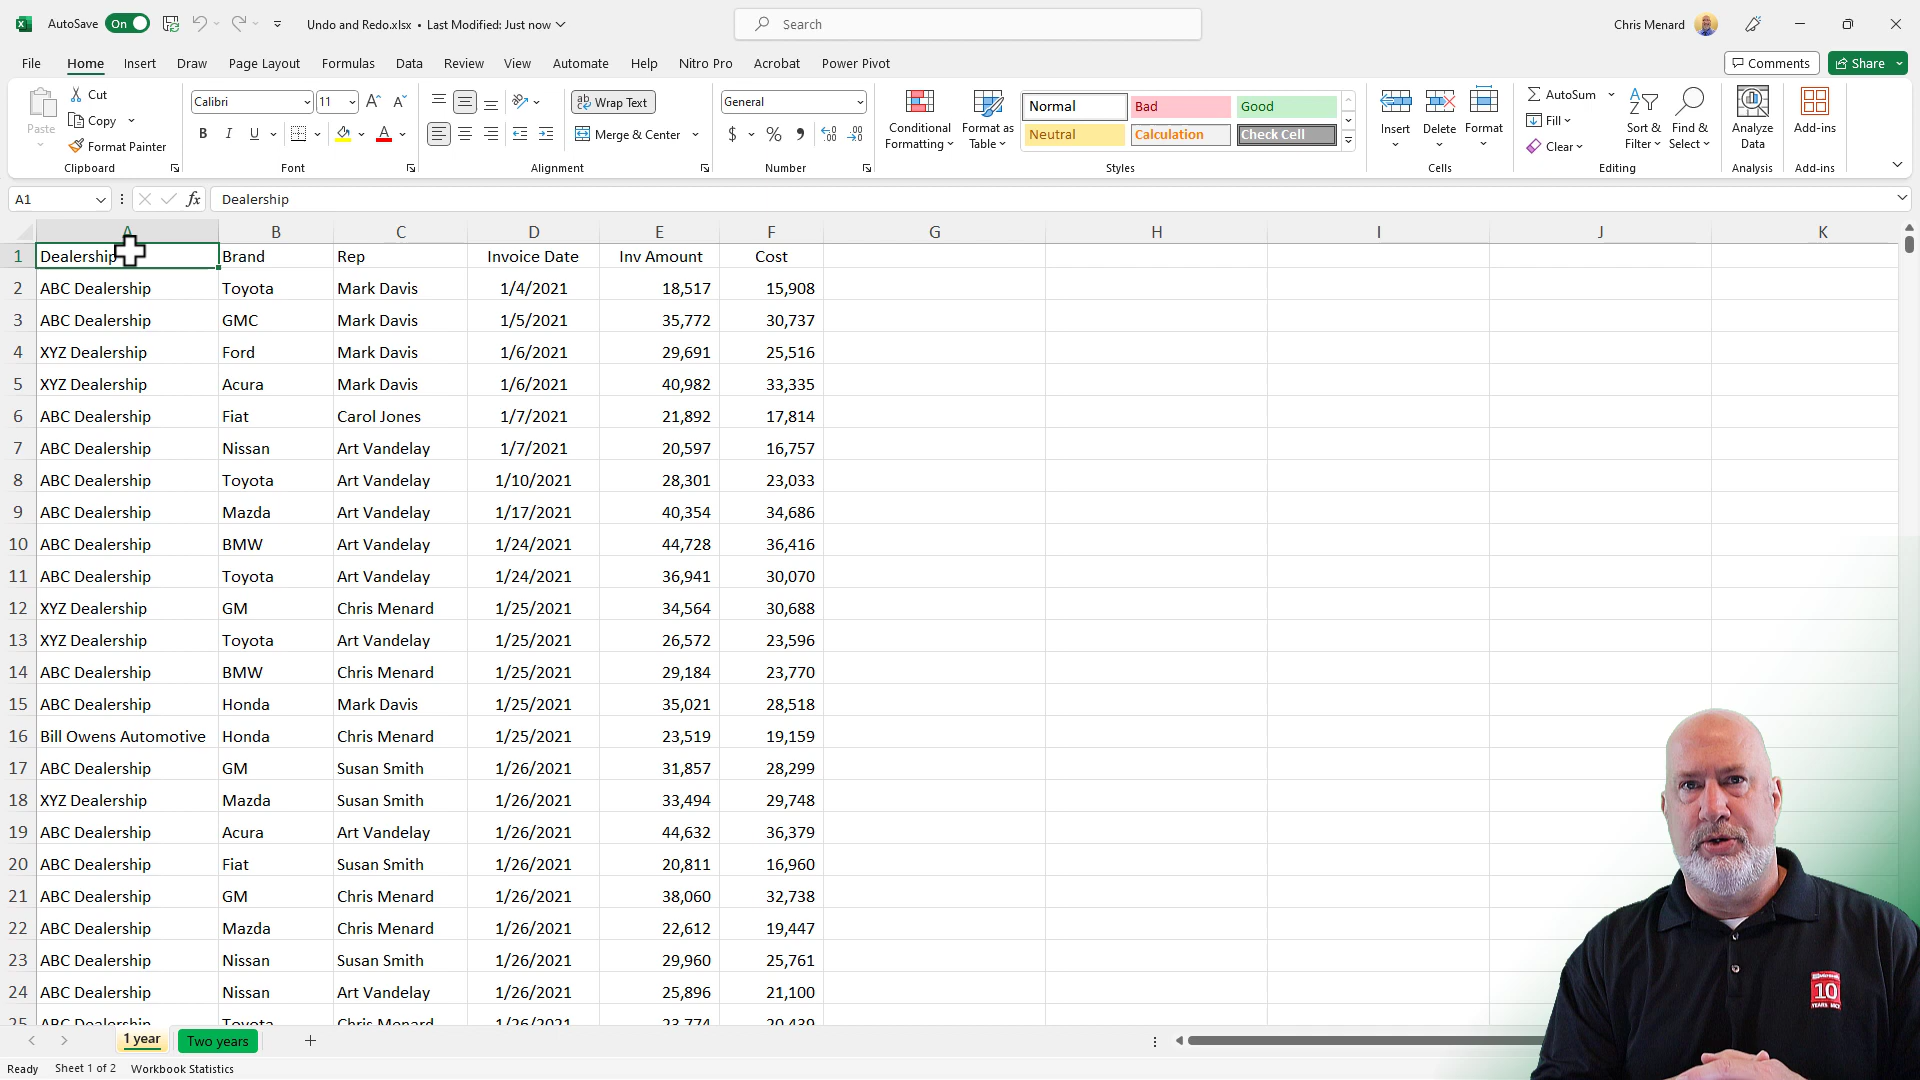 AutoSave On Undo and Redo.xlsx • Last Modified: Just now Search Chris Menard
File Home Insert Draw Page Layout Formulas Data Review View Automate Help Nitro Pro Acrobat Power Pivot Comments Share
Paste Cut Copy Format Painter Clipboard
Calibri 11 B I U A Font
Wrap Text Merge & Center Alignment
General $ % Number
Conditional Formatting Format as Table
Normal Bad Good
Neutral Calculation Check Cell
Styles
Insert Delete Format Cells
AutoSum Fill Clear Sort & Filter Find & Select Editing
Analyze Data Analysis
Add-ins Add-ins
A1 fx Dealership
A B C D E F G H I J K
1 Dealership Brand Rep Invoice Date Inv Amount Cost
2 ABC Dealership Toyota Mark Davis 1/4/2021 18,517 15,908
3 ABC Dealership GMC Mark Davis 1/5/2021 35,772 30,737
4 XYZ Dealership Ford Mark Davis 1/6/2021 29,691 25,516
5 XYZ Dealership Acura Mark Davis 1/6/2021 40,982 33,335
6 ABC Dealership Fiat Carol Jones 1/7/2021 21,892 17,814
7 ABC Dealership Nissan Art Vandelay 1/7/2021 20,597 16,757
8 ABC Dealership Toyota Art Vandelay 1/10/2021 28,301 23,033
9 ABC Dealership Mazda Art Vandelay 1/17/2021 40,354 34,686
10 ABC Dealership BMW Art Vandelay 1/24/2021 44,728 36,416
11 ABC Dealership Toyota Art Vandelay 1/24/2021 36,941 30,070
12 XYZ Dealership GM Chris Menard 1/25/2021 34,564 30,688
13 XYZ Dealership Toyota Art Vandelay 1/25/2021 26,572 23,596
14 ABC Dealership BMW Chris Menard 1/25/2021 29,184 23,770
15 ABC Dealership Honda Mark Davis 1/25/2021 35,021 28,518
16 Bill Owens Automotive Honda Chris Menard 1/25/2021 23,519 19,159
17 ABC Dealership GM Susan Smith 1/26/2021 31,857 28,299
18 XYZ Dealership Mazda Susan Smith 1/26/2021 33,494 29,748
19 ABC Dealership Acura Art Vandelay 1/26/2021 44,632 36,379
20 ABC Dealership Fiat Susan Smith 1/26/2021 20,811 16,960
21 ABC Dealership GM Chris Menard 1/26/2021 38,060 32,738
22 ABC Dealership Mazda Chris Menard 1/26/2021 22,612 19,447
23 ABC Dealership Nissan Susan Smith 1/26/2021 29,960 25,761
24 ABC Dealership Nissan Art Vandelay 1/26/2021 25,896 21,100
25 ABC Dealership Toyota Chris Menard 1/26/2021 23,774 20,439
1 year Two years
Ready Sheet 1 of 2 Workbook Statistics
10